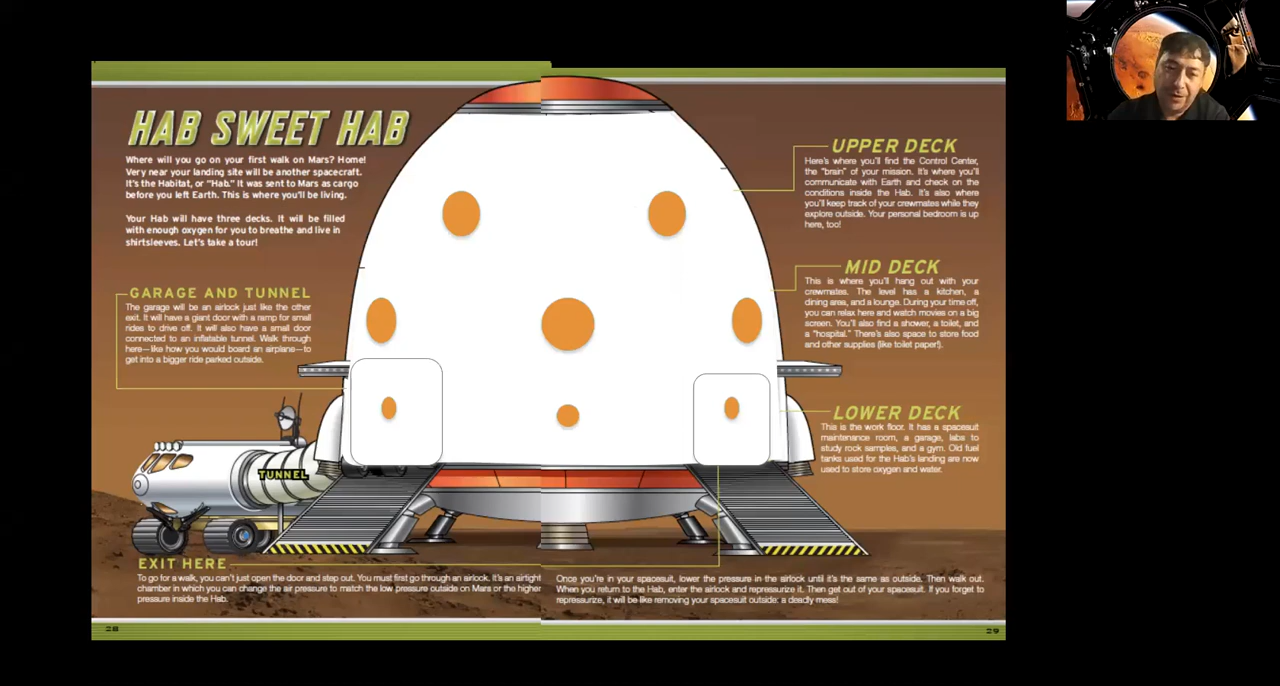 HAB SWEET HAB
Where will you go on your first walk on Mars? Home!
Very near your landing site will be another spacecraft.
It's the Habitat, or "Hab." It was sent to Mars as cargo
before you left Earth. This is where you'll be living.
Your Hab will have three decks. It will be filled
with enough oxygen for you to breathe and live in
shirtsleeves. Let's take a tour!
GARAGE AND TUNNEL
The garage will be an airlock just like the other
exit. It will have a giant door with a ramp for small
rides to drive off. It will also have a small door
connected to an inflatable tunnel. Walk through
here—like how you would board an airplane—to
get into a bigger ride parked outside.
TUNNEL
EXIT HERE
To go for a walk, you can't just open the door and step out. You must first go through an airlock. It's an airtight
chamber in which you can change the air pressure to match the low pressure outside on Mars or the higher
pressure inside the Hab.
28
UPPER DECK
Here's where you'll find the Control Center,
the "brain" of your mission. It's where you'll
communicate with Earth and check on the
conditions inside the Hab. It's also where
you'll keep track of your crewmates while they
explore outside. Your personal bedroom is up
here, too!
MID DECK
This is where you'll hang out with your
crewmates. The level has a kitchen, a
dining area, and a lounge. During your time off,
you can relax here and watch movies on a big
screen. You'll also find a shower, a toilet, and
a "hospital." There's also space to store food
and other supplies (like toilet paper!).
LOWER DECK
This is the work floor. It has a spacesuit
maintenance room, a garage, labs to
study rock samples, and a gym. Old fuel
tanks used for the Hab's landing are now
used to store oxygen and water.
Once you're in your spacesuit, lower the pressure in the airlock until it's the same as outside. Then walk out.
When you return to the Hab, enter the airlock and repressurize it. Then get out of your spacesuit. If you forget to
repressurize, it will be like removing your spacesuit outside: a deadly mess!
29